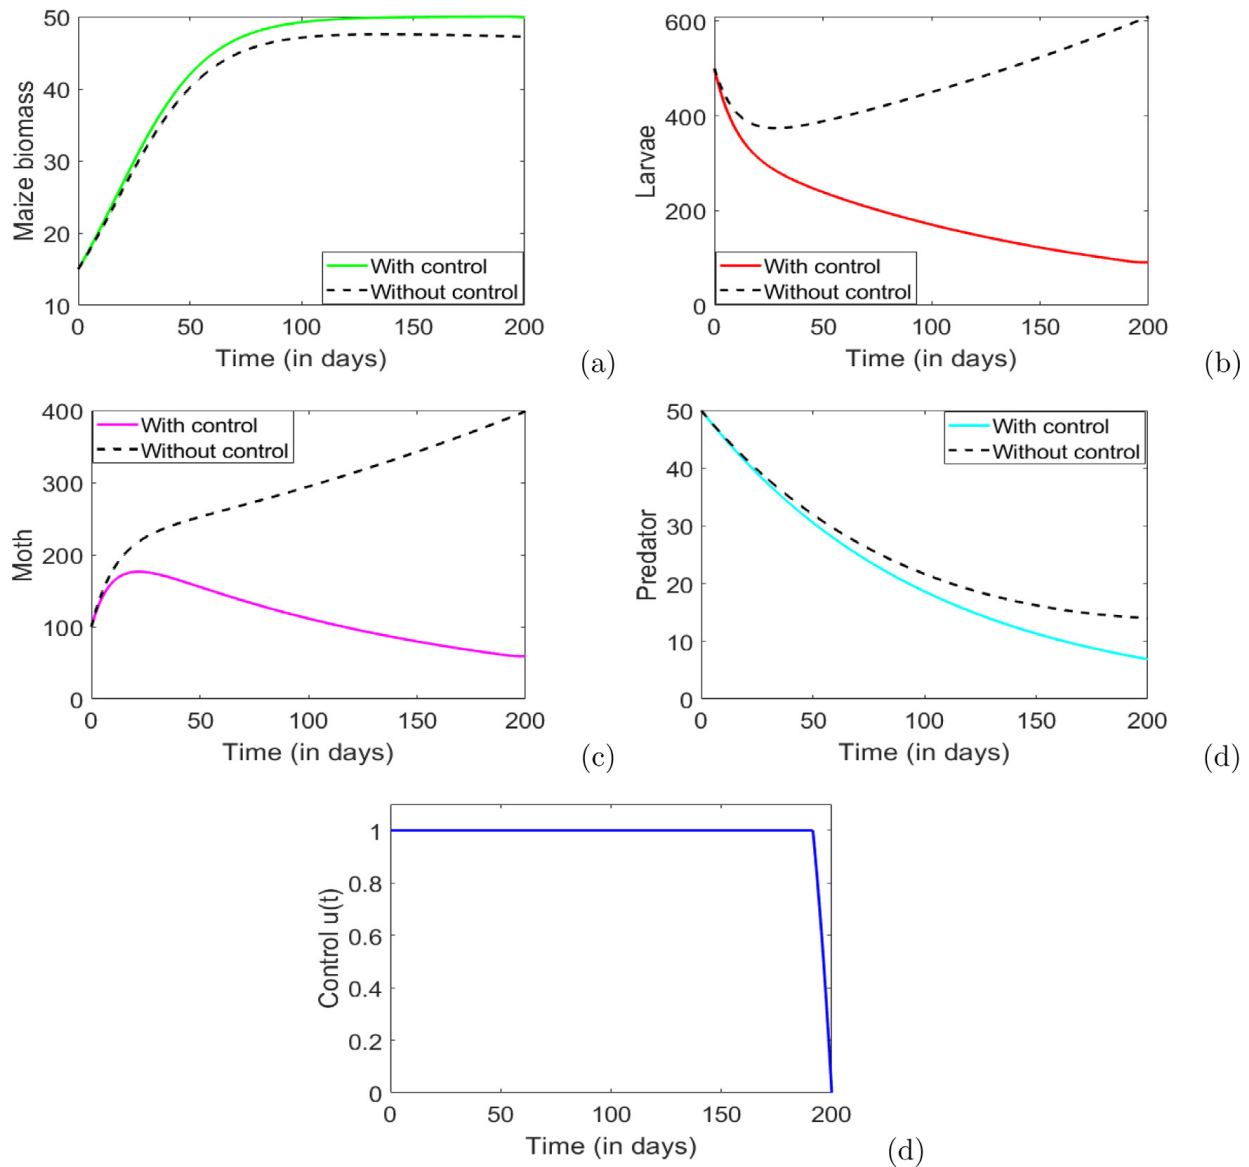 50
40
30
20
10
Maize biomass
With control
Without control
0 50 100 150 200
Time (in days)
(a)
600
400
200
0
Larvae
With control
Without control
0 50 100 150 200
Time (in days)
(b)
400
300
200
100
0
Moth
With control
Without control
0 50 100 150 200
Time (in days)
(c)
50
40
30
20
10
0
Predator
With control
Without control
0 50 100 150 200
Time (in days)
(d)
1
0.8
0.6
0.4
0.2
0
Control u(t)
0 50 100 150 200
Time (in days)
(d)